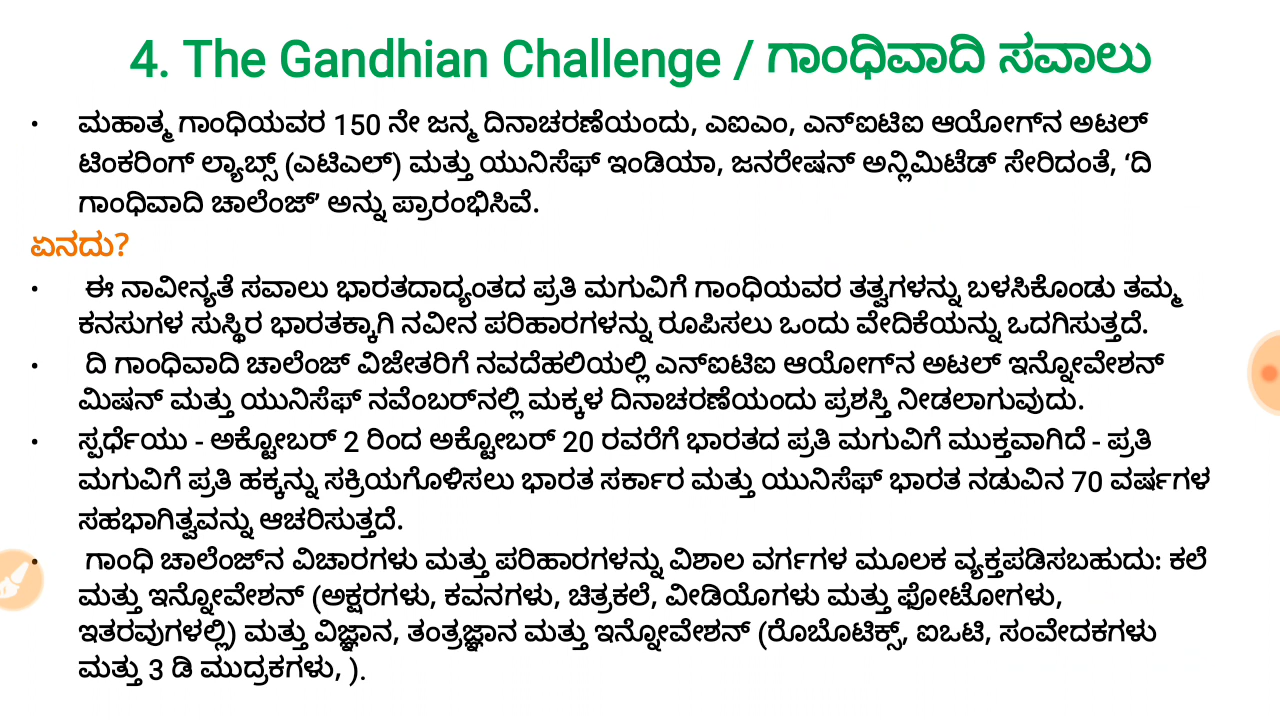 4. The Gandhian Challenge / ಗಾಂಧಿವಾದಿ ಸವಾಲು
• ಮಹಾತ್ಮ ಗಾಂಧಿಯವರ 150 ನೇ ಜನ್ಮ ದಿನಾಚರಣೆಯಂದು, ಎಐಎಂ, ಎನ್‌ಐಟಿಐ ಆಯೋಗ್‌ನ ಅಟಲ್
ಟಿಂಕರಿಂಗ್ ಲ್ಯಾಬ್ಸ್ (ಎಟಿಎಲ್) ಮತ್ತು ಯುನಿಸೆಫ್ ಇಂಡಿಯಾ, ಜನರೇಷನ್ ಅನ್ಲಿಮಿಟೆಡ್ ಸೇರಿದಂತೆ, ‘ದಿ
ಗಾಂಧಿವಾದಿ ಚಾಲೆಂಜ್’ ಅನ್ನು ಪ್ರಾರಂಭಿಸಿವೆ.
ಏನದು?
• ಈ ನಾವೀನ್ಯತೆ ಸವಾಲು ಭಾರತದಾದ್ಯಂತದ ಪ್ರತಿ ಮಗುವಿಗೆ ಗಾಂಧಿಯವರ ತತ್ವಗಳನ್ನು ಬಳಸಿಕೊಂಡು ತಮ್ಮ
ಕನಸುಗಳ ಸುಸ್ಥಿರ ಭಾರತಕ್ಕಾಗಿ ನವೀನ ಪರಿಹಾರಗಳನ್ನು ರೂಪಿಸಲು ಒಂದು ವೇದಿಕೆಯನ್ನು ಒದಗಿಸುತ್ತದೆ.
• ದಿ ಗಾಂಧಿವಾದಿ ಚಾಲೆಂಜ್ ವಿಜೇತರಿಗೆ ನವದೆಹಲಿಯಲ್ಲಿ ಎನ್‌ಐಟಿಐ ಆಯೋಗ್‌ನ ಅಟಲ್ ಇನ್ನೋವೇಶನ್
ಮಿಷನ್ ಮತ್ತು ಯುನಿಸೆಫ್ ನವೆಂಬರ್‌ನಲ್ಲಿ ಮಕ್ಕಳ ದಿನಾಚರಣೆಯಂದು ಪ್ರಶಸ್ತಿ ನೀಡಲಾಗುವುದು.
• ಸ್ಪರ್ಧೆಯು - ಅಕ್ಟೋಬರ್ 2 ರಿಂದ ಅಕ್ಟೋಬರ್ 20 ರವರೆಗೆ ಭಾರತದ ಪ್ರತಿ ಮಗುವಿಗೆ ಮುಕ್ತವಾಗಿದೆ - ಪ್ರತಿ
ಮಗುವಿಗೆ ಪ್ರತಿ ಹಕ್ಕನ್ನು ಸಕ್ರಿಯಗೊಳಿಸಲು ಭಾರತ ಸರ್ಕಾರ ಮತ್ತು ಯುನಿಸೆಫ್ ಭಾರತ ನಡುವಿನ 70 ವರ್ಷಗಳ
ಸಹಭಾಗಿತ್ವವನ್ನು ಆಚರಿಸುತ್ತದೆ.
• ಗಾಂಧಿ ಚಾಲೆಂಜ್‌ನ ವಿಚಾರಗಳು ಮತ್ತು ಪರಿಹಾರಗಳನ್ನು ವಿಶಾಲ ವರ್ಗಗಳ ಮೂಲಕ ವ್ಯಕ್ತಪಡಿಸಬಹುದು: ಕಲೆ
ಮತ್ತು ಇನ್ನೋವೇಶನ್ (ಅಕ್ಷರಗಳು, ಕವನಗಳು, ಚಿತ್ರಕಲೆ, ವೀಡಿಯೊಗಳು ಮತ್ತು ಫೋಟೋಗಳು,
ಇತರವುಗಳಲ್ಲಿ) ಮತ್ತು ವಿಜ್ಞಾನ, ತಂತ್ರಜ್ಞಾನ ಮತ್ತು ಇನ್ನೋವೇಶನ್ (ರೊಬೊಟಿಕ್ಸ್, ಐಒಟಿ, ಸಂವೇದಕಗಳು
ಮತ್ತು 3 ಡಿ ಮುದ್ರಕಗಳು, ).